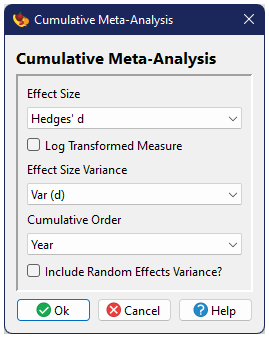 Cumulative Meta-Analysis
Cumulative Meta-Analysis
Effect Size
Hedges' d
Log Transformed Measure
Effect Size Variance
Var (d)
Cumulative Order
Year
Include Random Effects Variance?
Ok Cancel Help